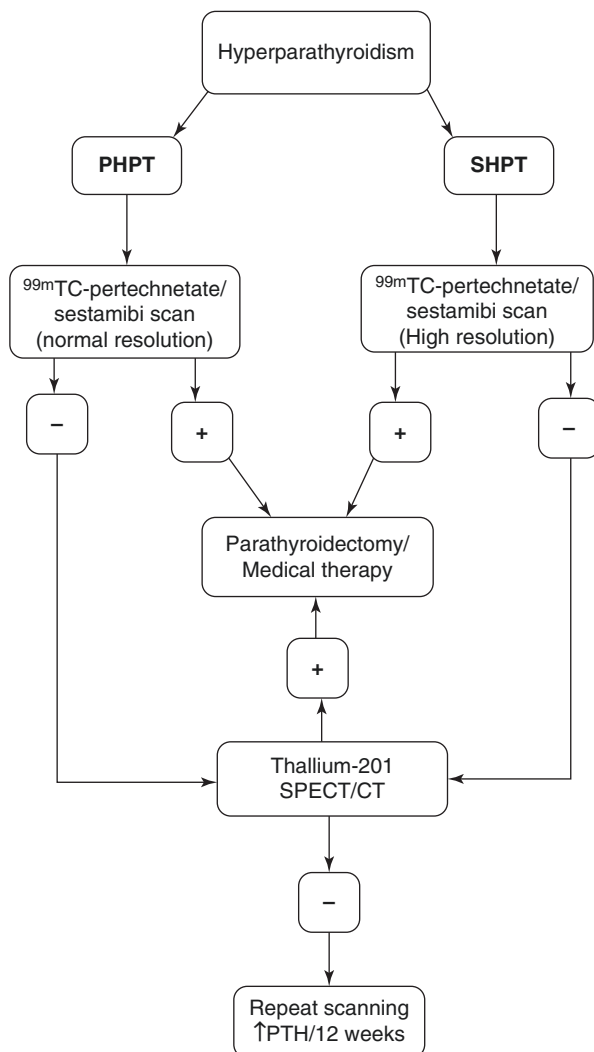 Hyperparathyroidism
PHPT
SHPT
99mTC-pertechnetate/
sestamibi scan
(normal resolution)
99mTC-pertechnetate/
sestamibi scan
(High resolution)
−
+
+
−
Parathyroidectomy/
Medical therapy
+
Thallium-201
SPECT/CT
−
Repeat scanning
↑PTH/12 weeks